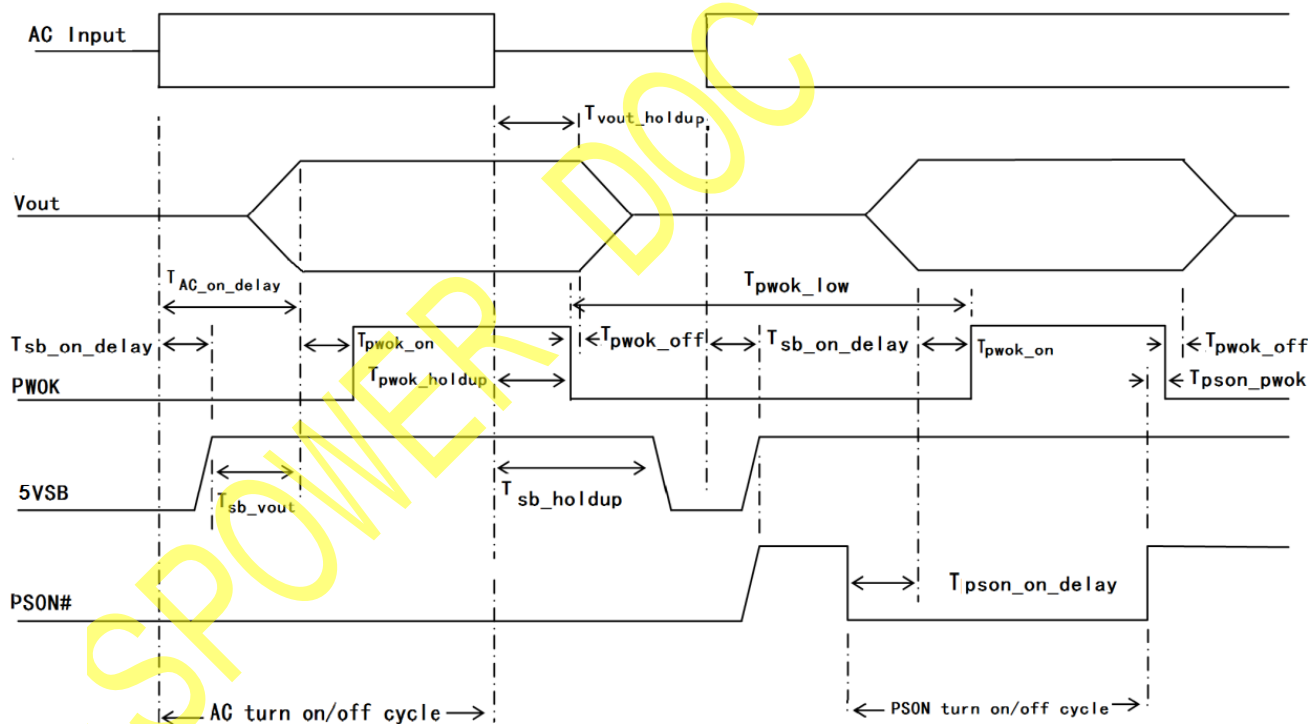 AC Input
Tvout_holdup
Vout
TAC_on_delay
Tpwok_low
Tsb_on_delay
Tpwok_on
Tpwok_off
Tsb_on_delay
Tpwok_on
Tpwok_off
Tpwok_holdup
Tpson_pwok
PWOK
5VSB
Tsb_vout
Tsb_holdup
PSON#
Tpson_on_delay
AC turn on/off cycle
PSON turn on/off cycle
SPOWER DOC